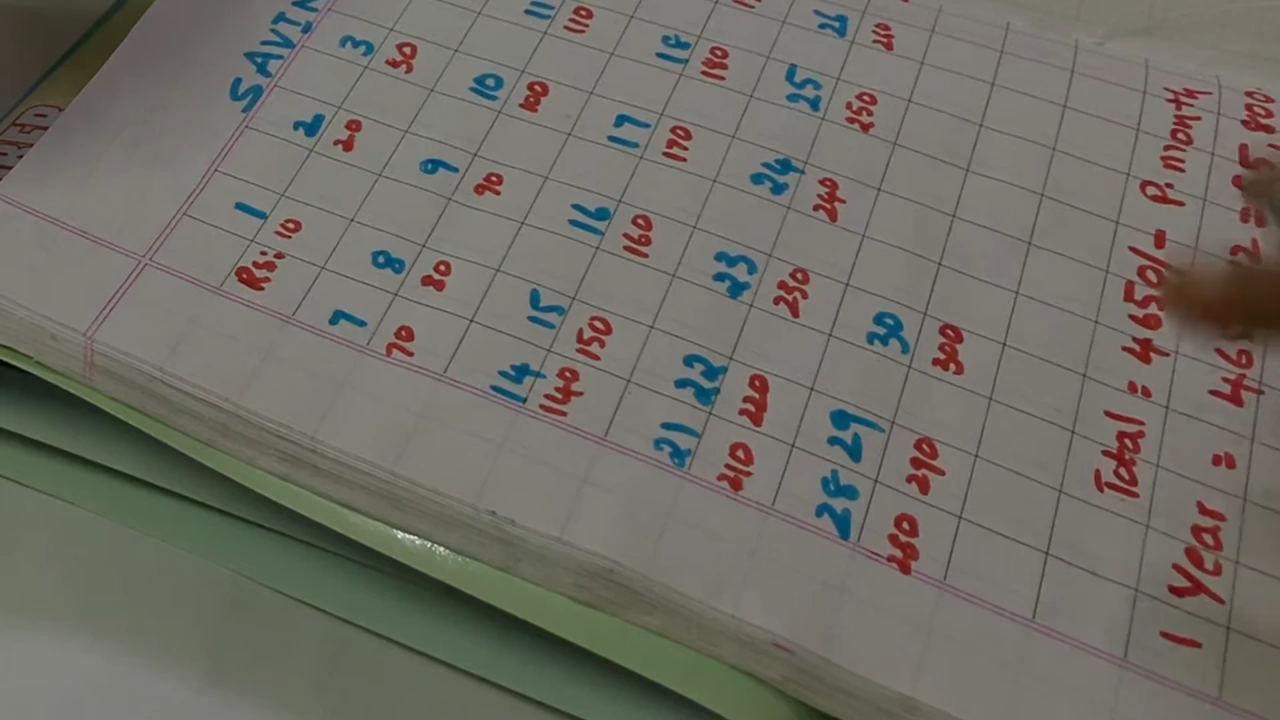 SAVIN
1 2 3
Rs: 10 20 30
7 8 9 10 11
70 80 90 100 110
14 15 16 17 18
140 150 160 170 180
21 22 23 24 25 26
210 220 230 240 250 260
28 29 30
280 290 300
Total : 4650/- P. month
1 Year =